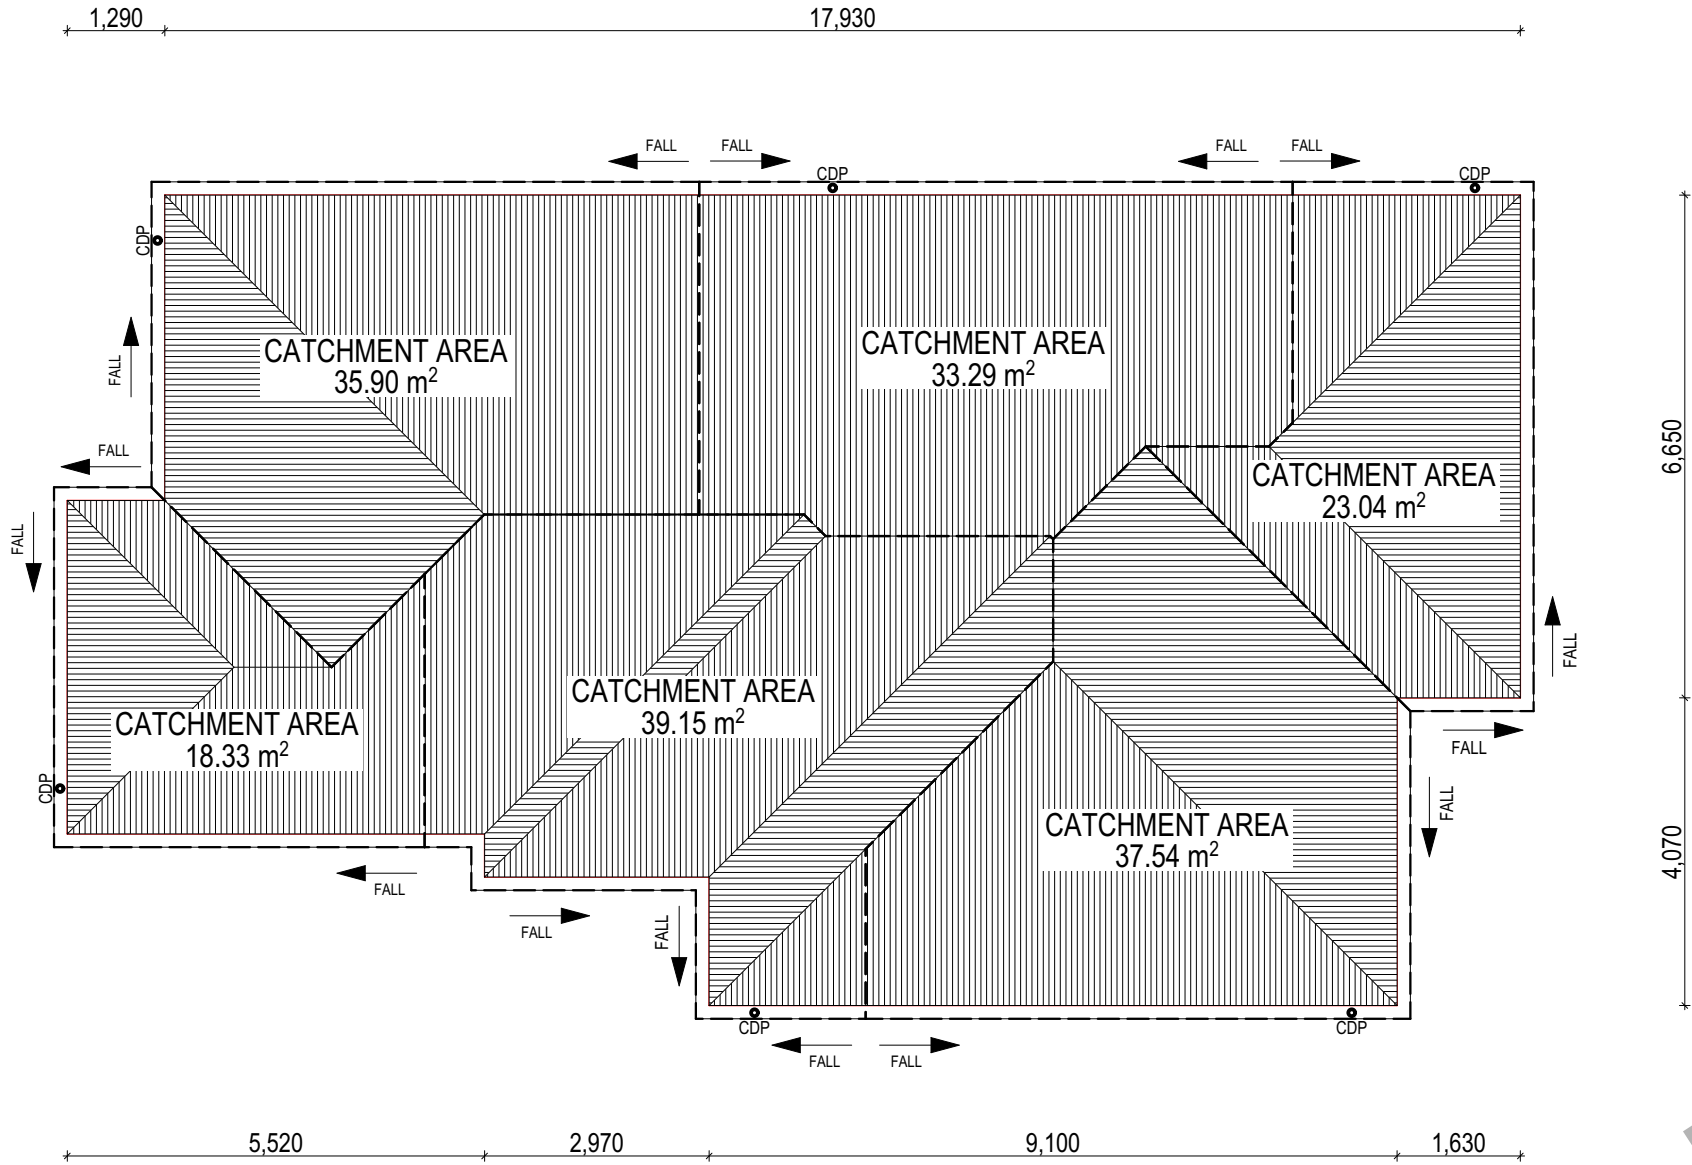 1,290
17,930
FALL
FALL
FALL
FALL
CDP
CDP
CDP
CATCHMENT AREA
35.90 m²
CATCHMENT AREA
33.29 m²
FALL
FALL
6,650
CATCHMENT AREA
23.04 m²
FALL
FALL
CATCHMENT AREA
39.15 m²
CATCHMENT AREA
18.33 m²
FALL
CDP
FALL
CATCHMENT AREA
37.54 m²
4,070
FALL
FALL
FALL
CDP
CDP
FALL
FALL
5,520
2,970
9,100
1,630